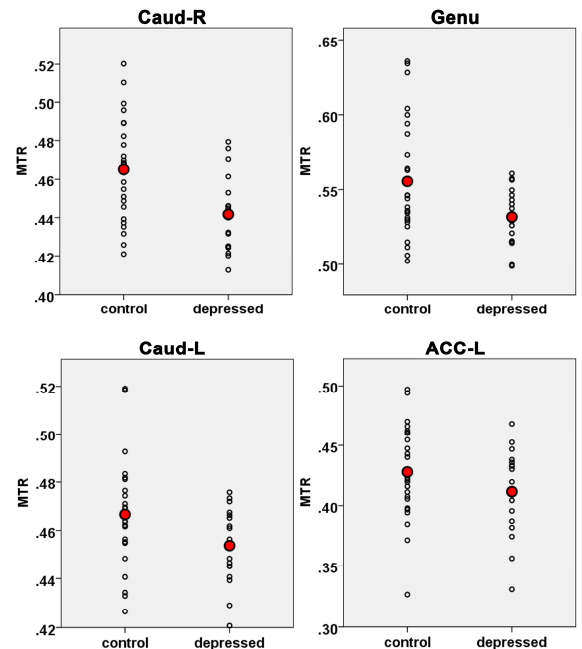 Caud-R
MTR
.52
.50
.48
.46
.44
.42
.40
control depressed
Genu
MTR
.65
.60
.55
.50
control depressed
Caud-L
MTR
.52
.50
.48
.46
.44
.42
control depressed
ACC-L
MTR
.50
.45
.40
.35
.30
control depressed